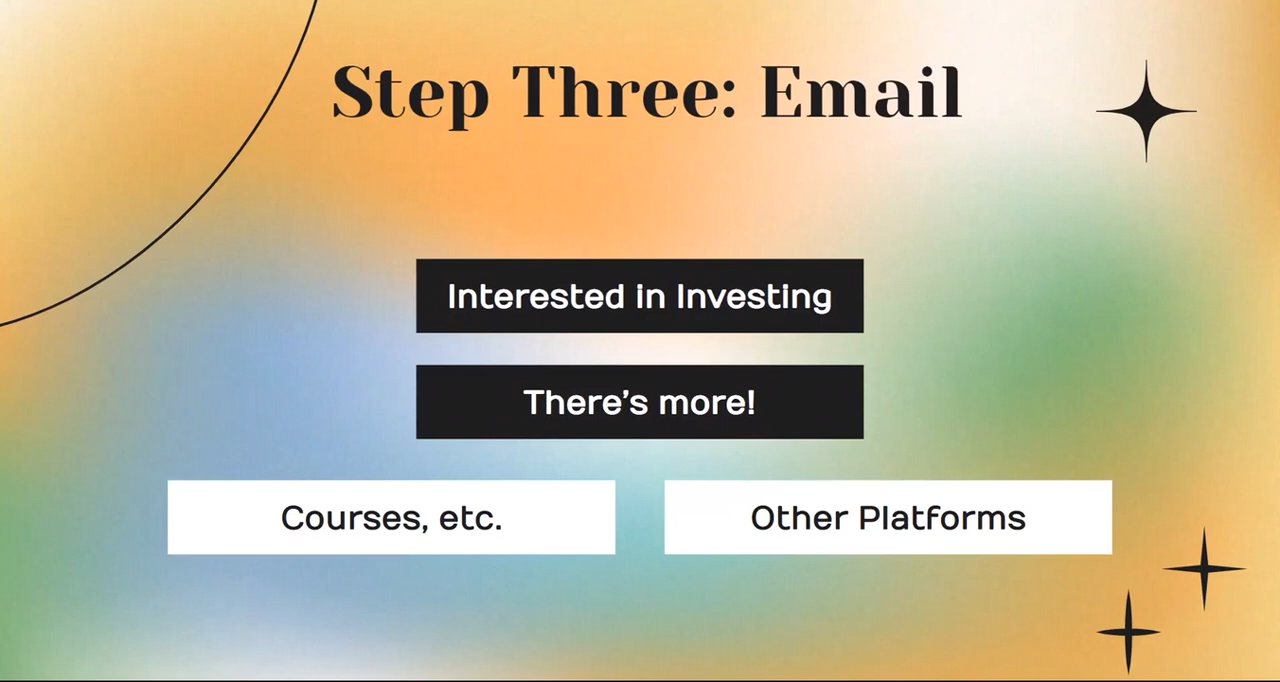 Step Three: Email
Interested in Investing
There's more!
Courses, etc.
Other Platforms